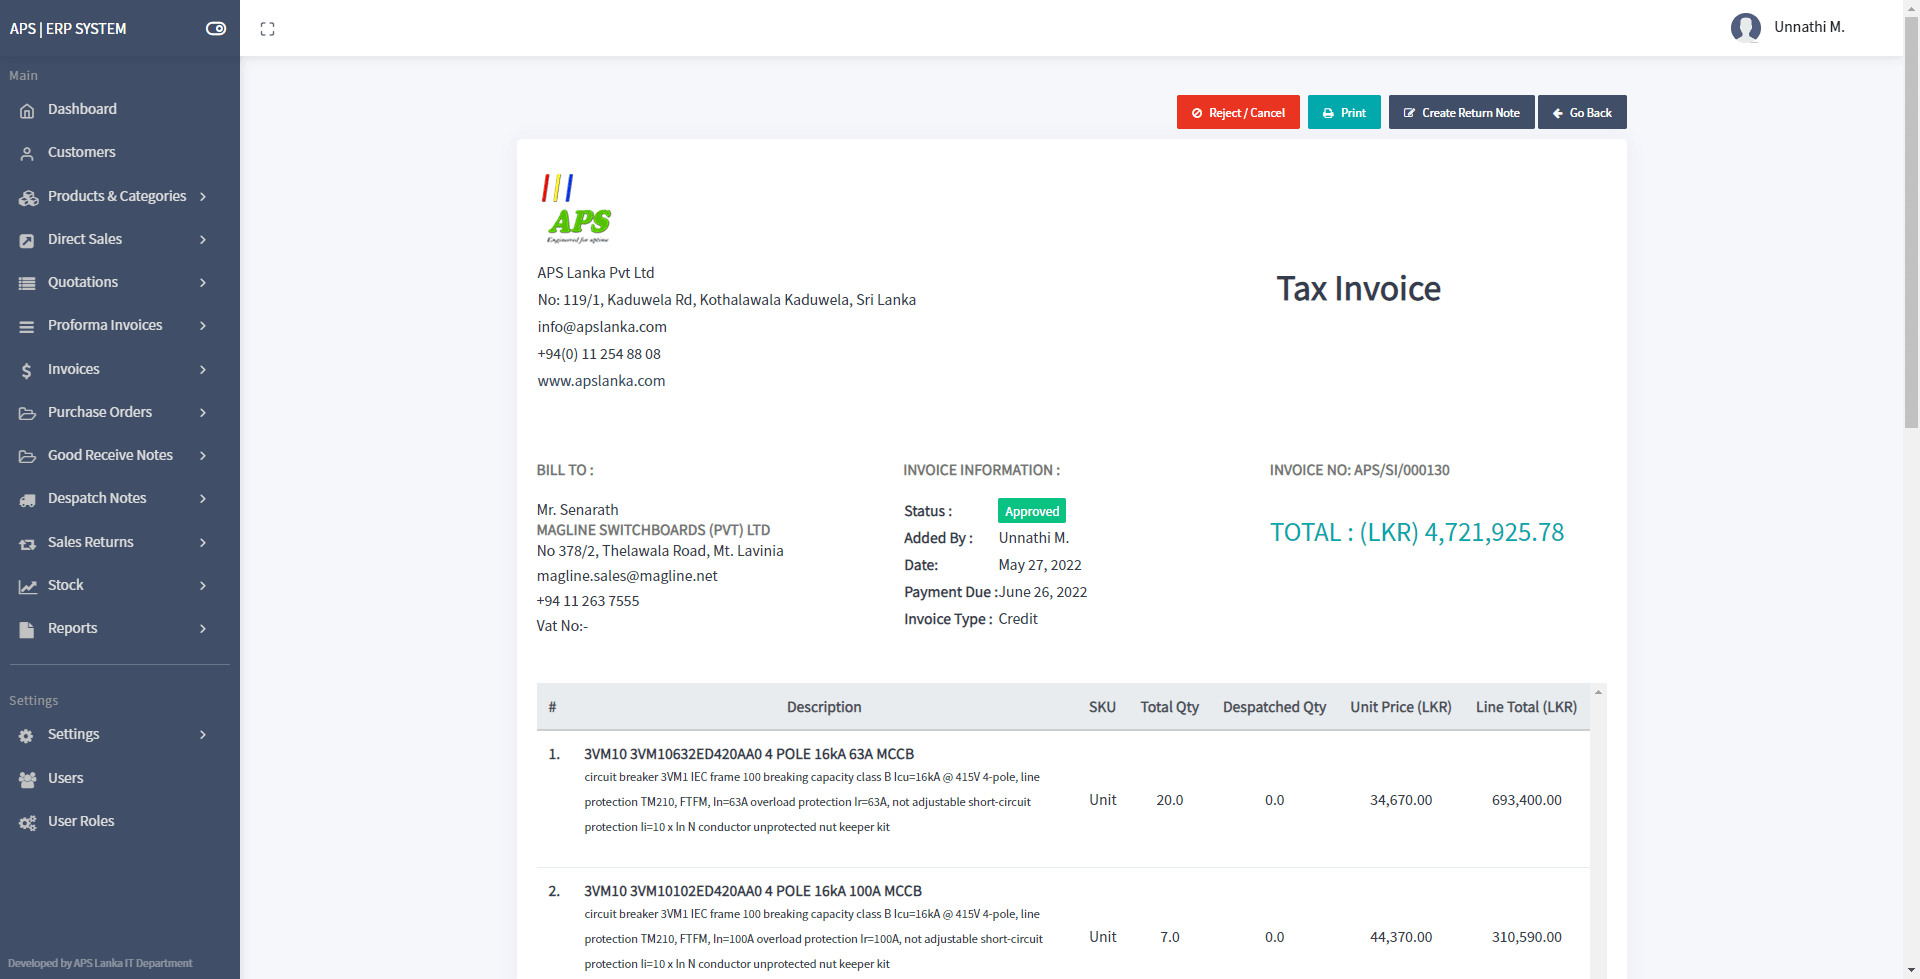 APS | ERP SYSTEM
Unnathi M.
Main
Dashboard
Customers
Products & Categories
Direct Sales
Quotations
Proforma Invoices
Invoices
Purchase Orders
Good Receive Notes
Despatch Notes
Sales Returns
Stock
Reports
Settings
Settings
Users
User Roles
Developed by APS Lanka IT Department
Reject / Cancel
Print
Create Return Note
Go Back
APS
Engineered for uptime
APS Lanka Pvt Ltd
No: 119/1, Kaduwela Rd, Kothalawala Kaduwela, Sri Lanka
info@apslanka.com
+94(0) 11 254 88 08
www.apslanka.com
Tax Invoice
BILL TO :
Mr. Senarath
MAGLINE SWITCHBOARDS (PVT) LTD
No 378/2, Thelawala Road, Mt. Lavinia
magline.sales@magline.net
+94 11 263 7555
Vat No:-
INVOICE INFORMATION :
Status : Approved
Added By : Unnathi M.
Date: May 27, 2022
Payment Due : June 26, 2022
Invoice Type : Credit
INVOICE NO: APS/SI/000130
TOTAL : (LKR) 4,721,925.78
# Description SKU Total Qty Despatched Qty Unit Price (LKR) Line Total (LKR)
1. 3VM10 3VM10632ED420AA0 4 POLE 16kA 63A MCCB
circuit breaker 3VM1 IEC frame 100 breaking capacity class B Icu=16kA @ 415V 4-pole, line
protection TM210, FTFM, In=63A overload protection Ir=63A, not adjustable short-circuit
protection Ii=10 x In N conductor unprotected nut keeper kit
Unit 20.0 0.0 34,670.00 693,400.00
2. 3VM10 3VM10102ED420AA0 4 POLE 16kA 100A MCCB
circuit breaker 3VM1 IEC frame 100 breaking capacity class B Icu=16kA @ 415V 4-pole, line
protection TM210, FTFM, In=100A overload protection Ir=100A, not adjustable short-circuit
protection Ii=10 x In N conductor unprotected nut keeper kit
Unit 7.0 0.0 44,370.00 310,590.00